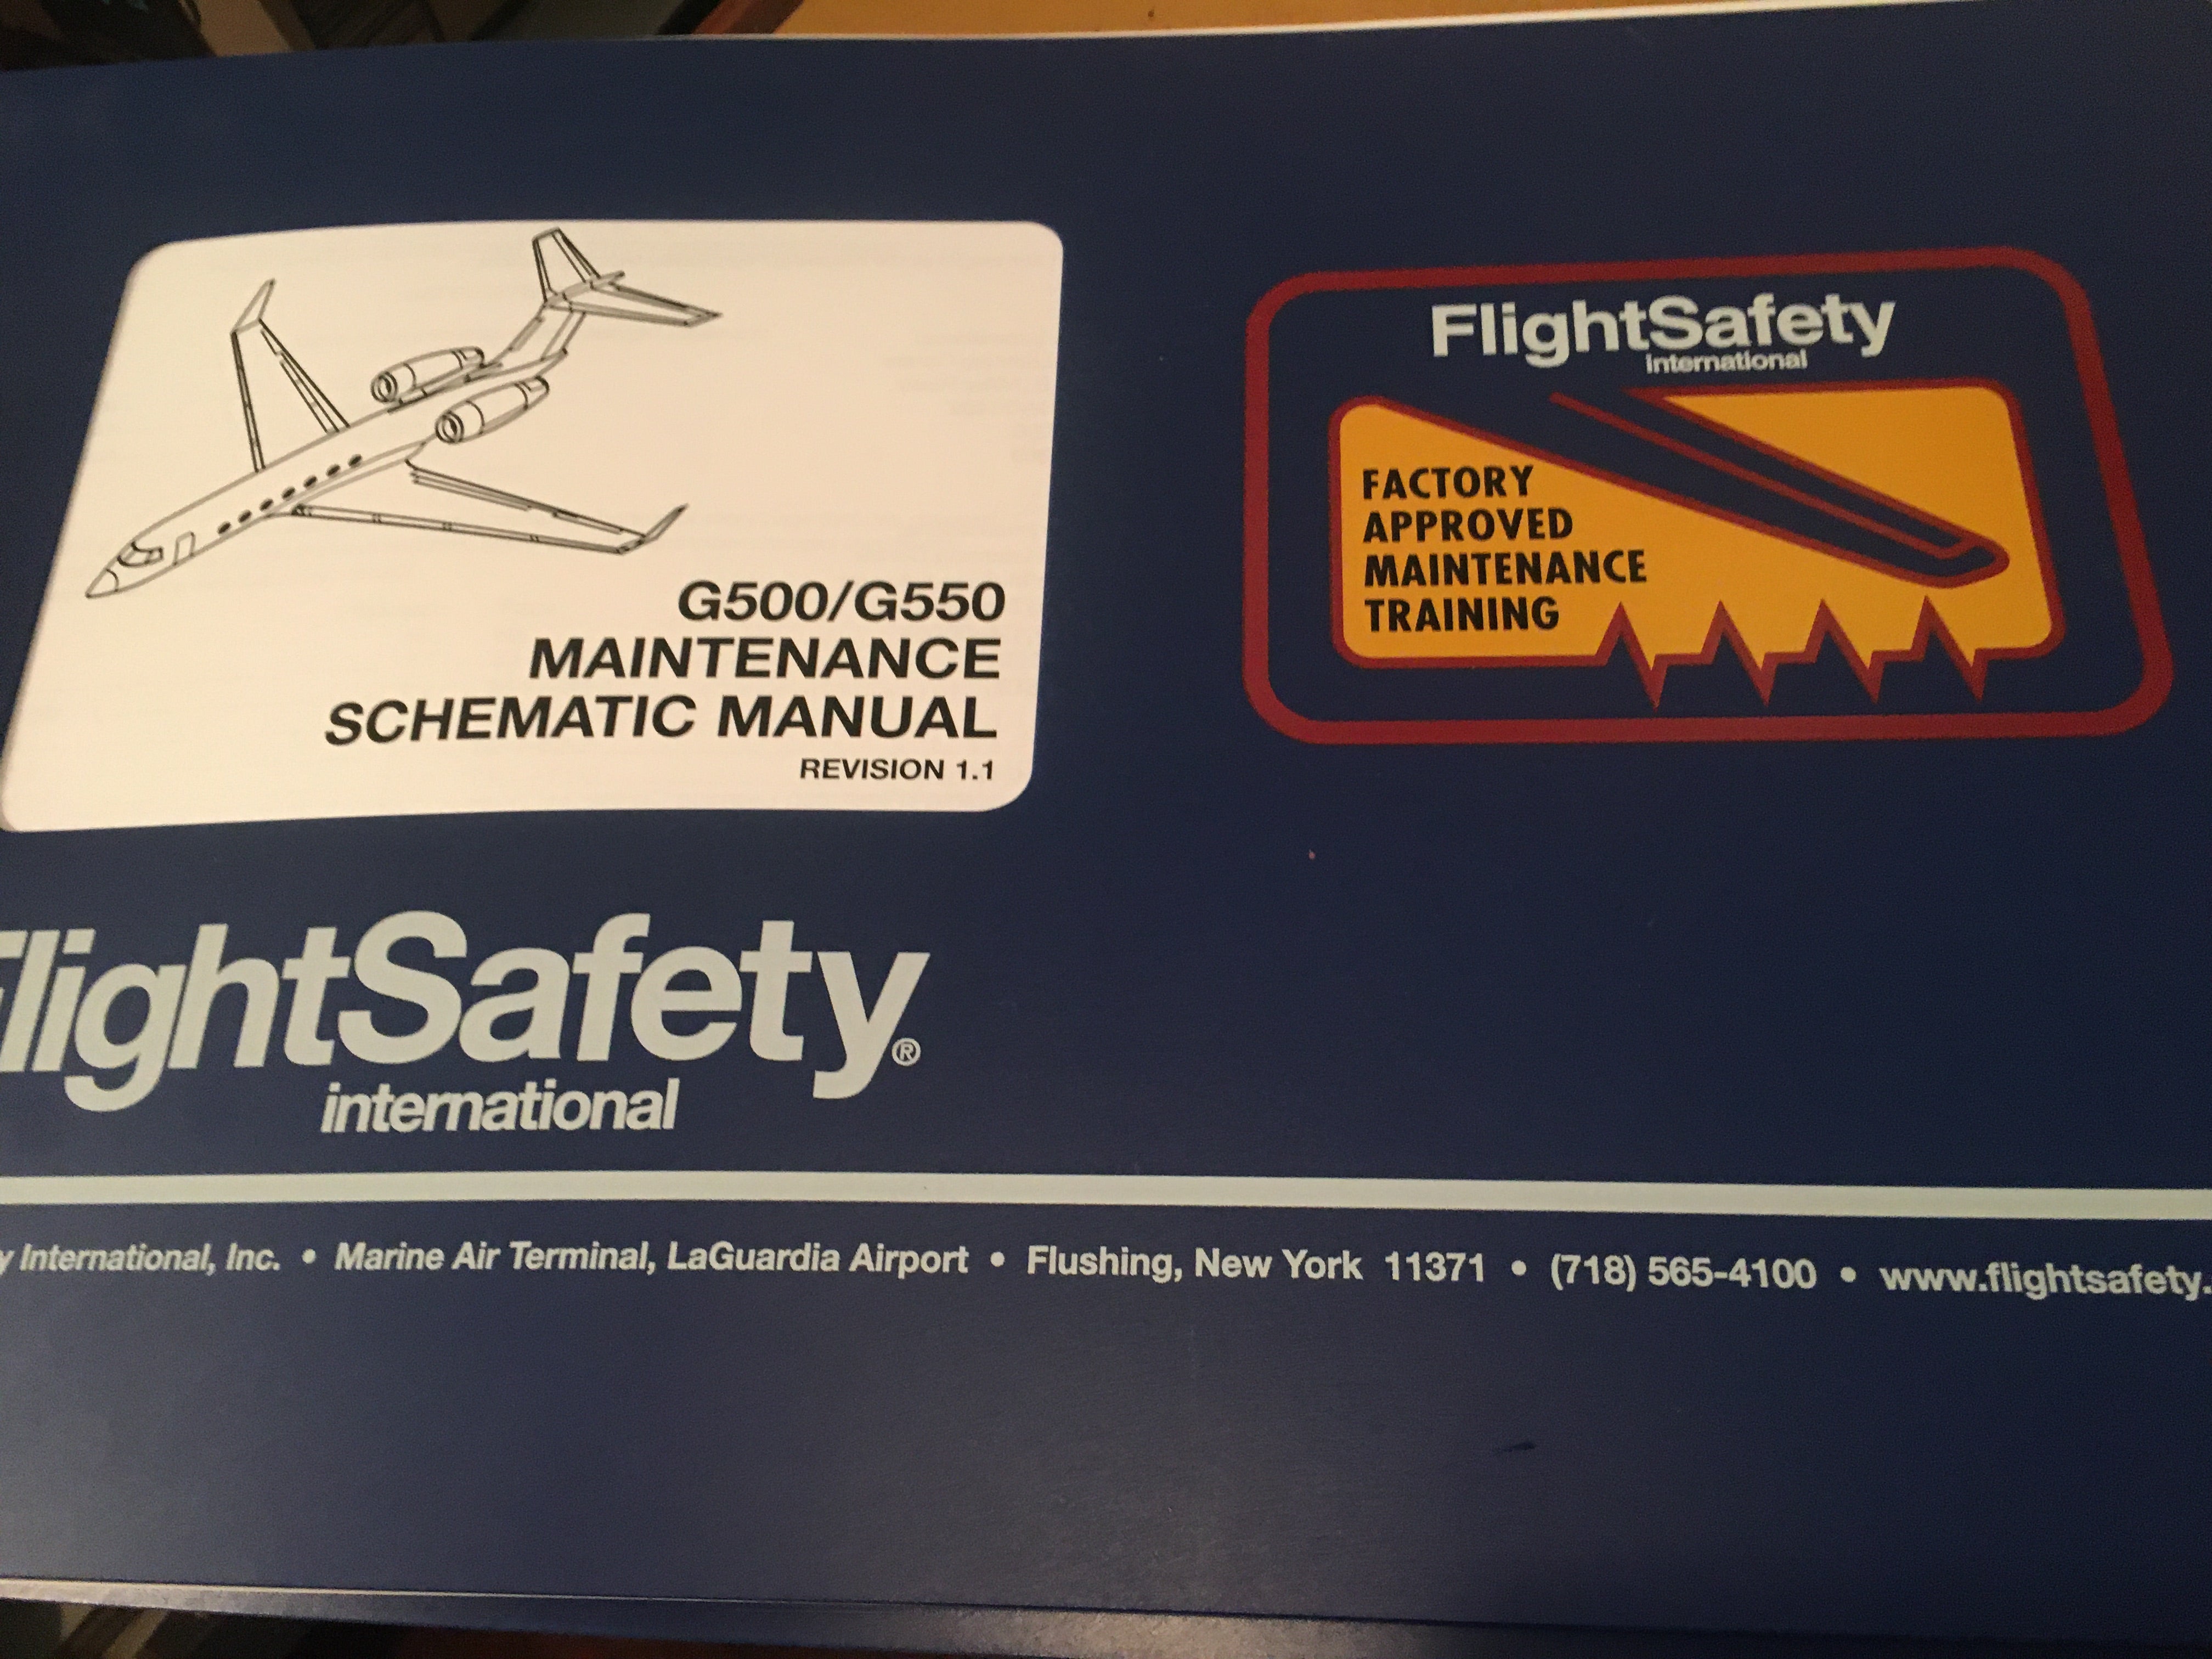 G500/G550
MAINTENANCE
SCHEMATIC MANUAL
REVISION 1.1
FlightSafety
International
FACTORY
APPROVED
MAINTENANCE
TRAINING
FlightSafety®
international
y International, Inc. • Marine Air Terminal, LaGuardia Airport • Flushing, New York 11371 • (718) 565-4100 • www.flightsafety.